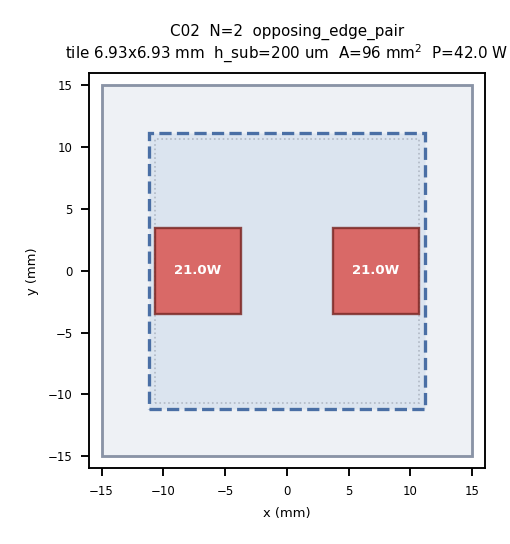 C02 N=2 opposing_edge_pair
tile 6.93x6.93 mm h_sub=200 um A=96 mm² P=42.0 W
15
10
5
0
−5
−10
−15
y (mm)
21.0W 21.0W
−15 −10 −5 0 5 10 15
x (mm)